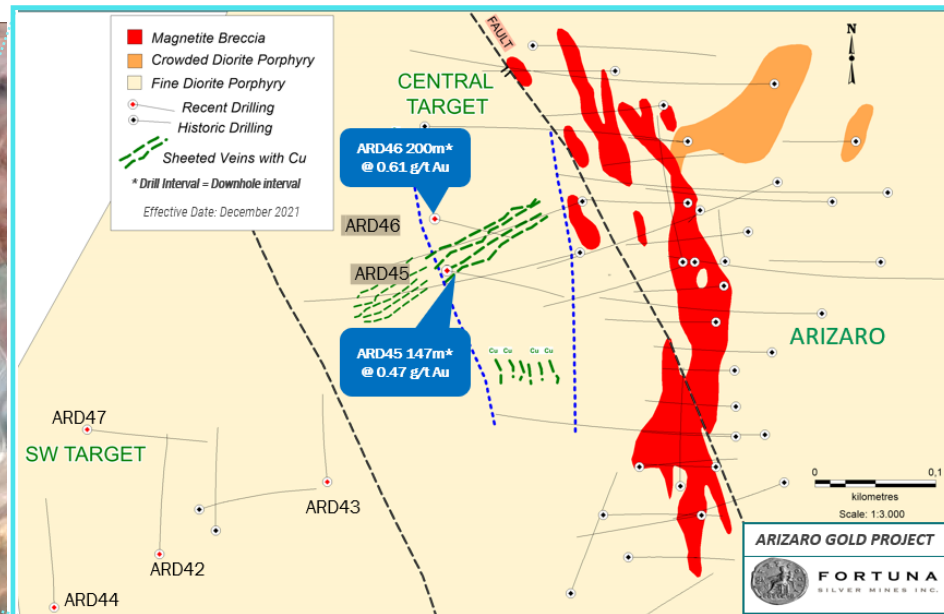 Magnetite Breccia
Crowded Diorite Porphyry
Fine Diorite Porphyry
Recent Drilling
Historic Drilling
Sheeted Veins with Cu
* Drill Interval = Downhole interval
Effective Date: December 2021
FAULT
N
CENTRAL
TARGET
ARD46 200m*
@ 0.61 g/t Au
ARD46
ARD45
ARD45 147m*
@ 0.47 g/t Au
Cu Cu Cu Cu
ARIZARO
ARD47
SW TARGET
ARD43
ARD42
ARD44
0 0,1
kilometres
Scale: 1:3.000
ARIZARO GOLD PROJECT
FORTUNA
SILVER MINES INC.